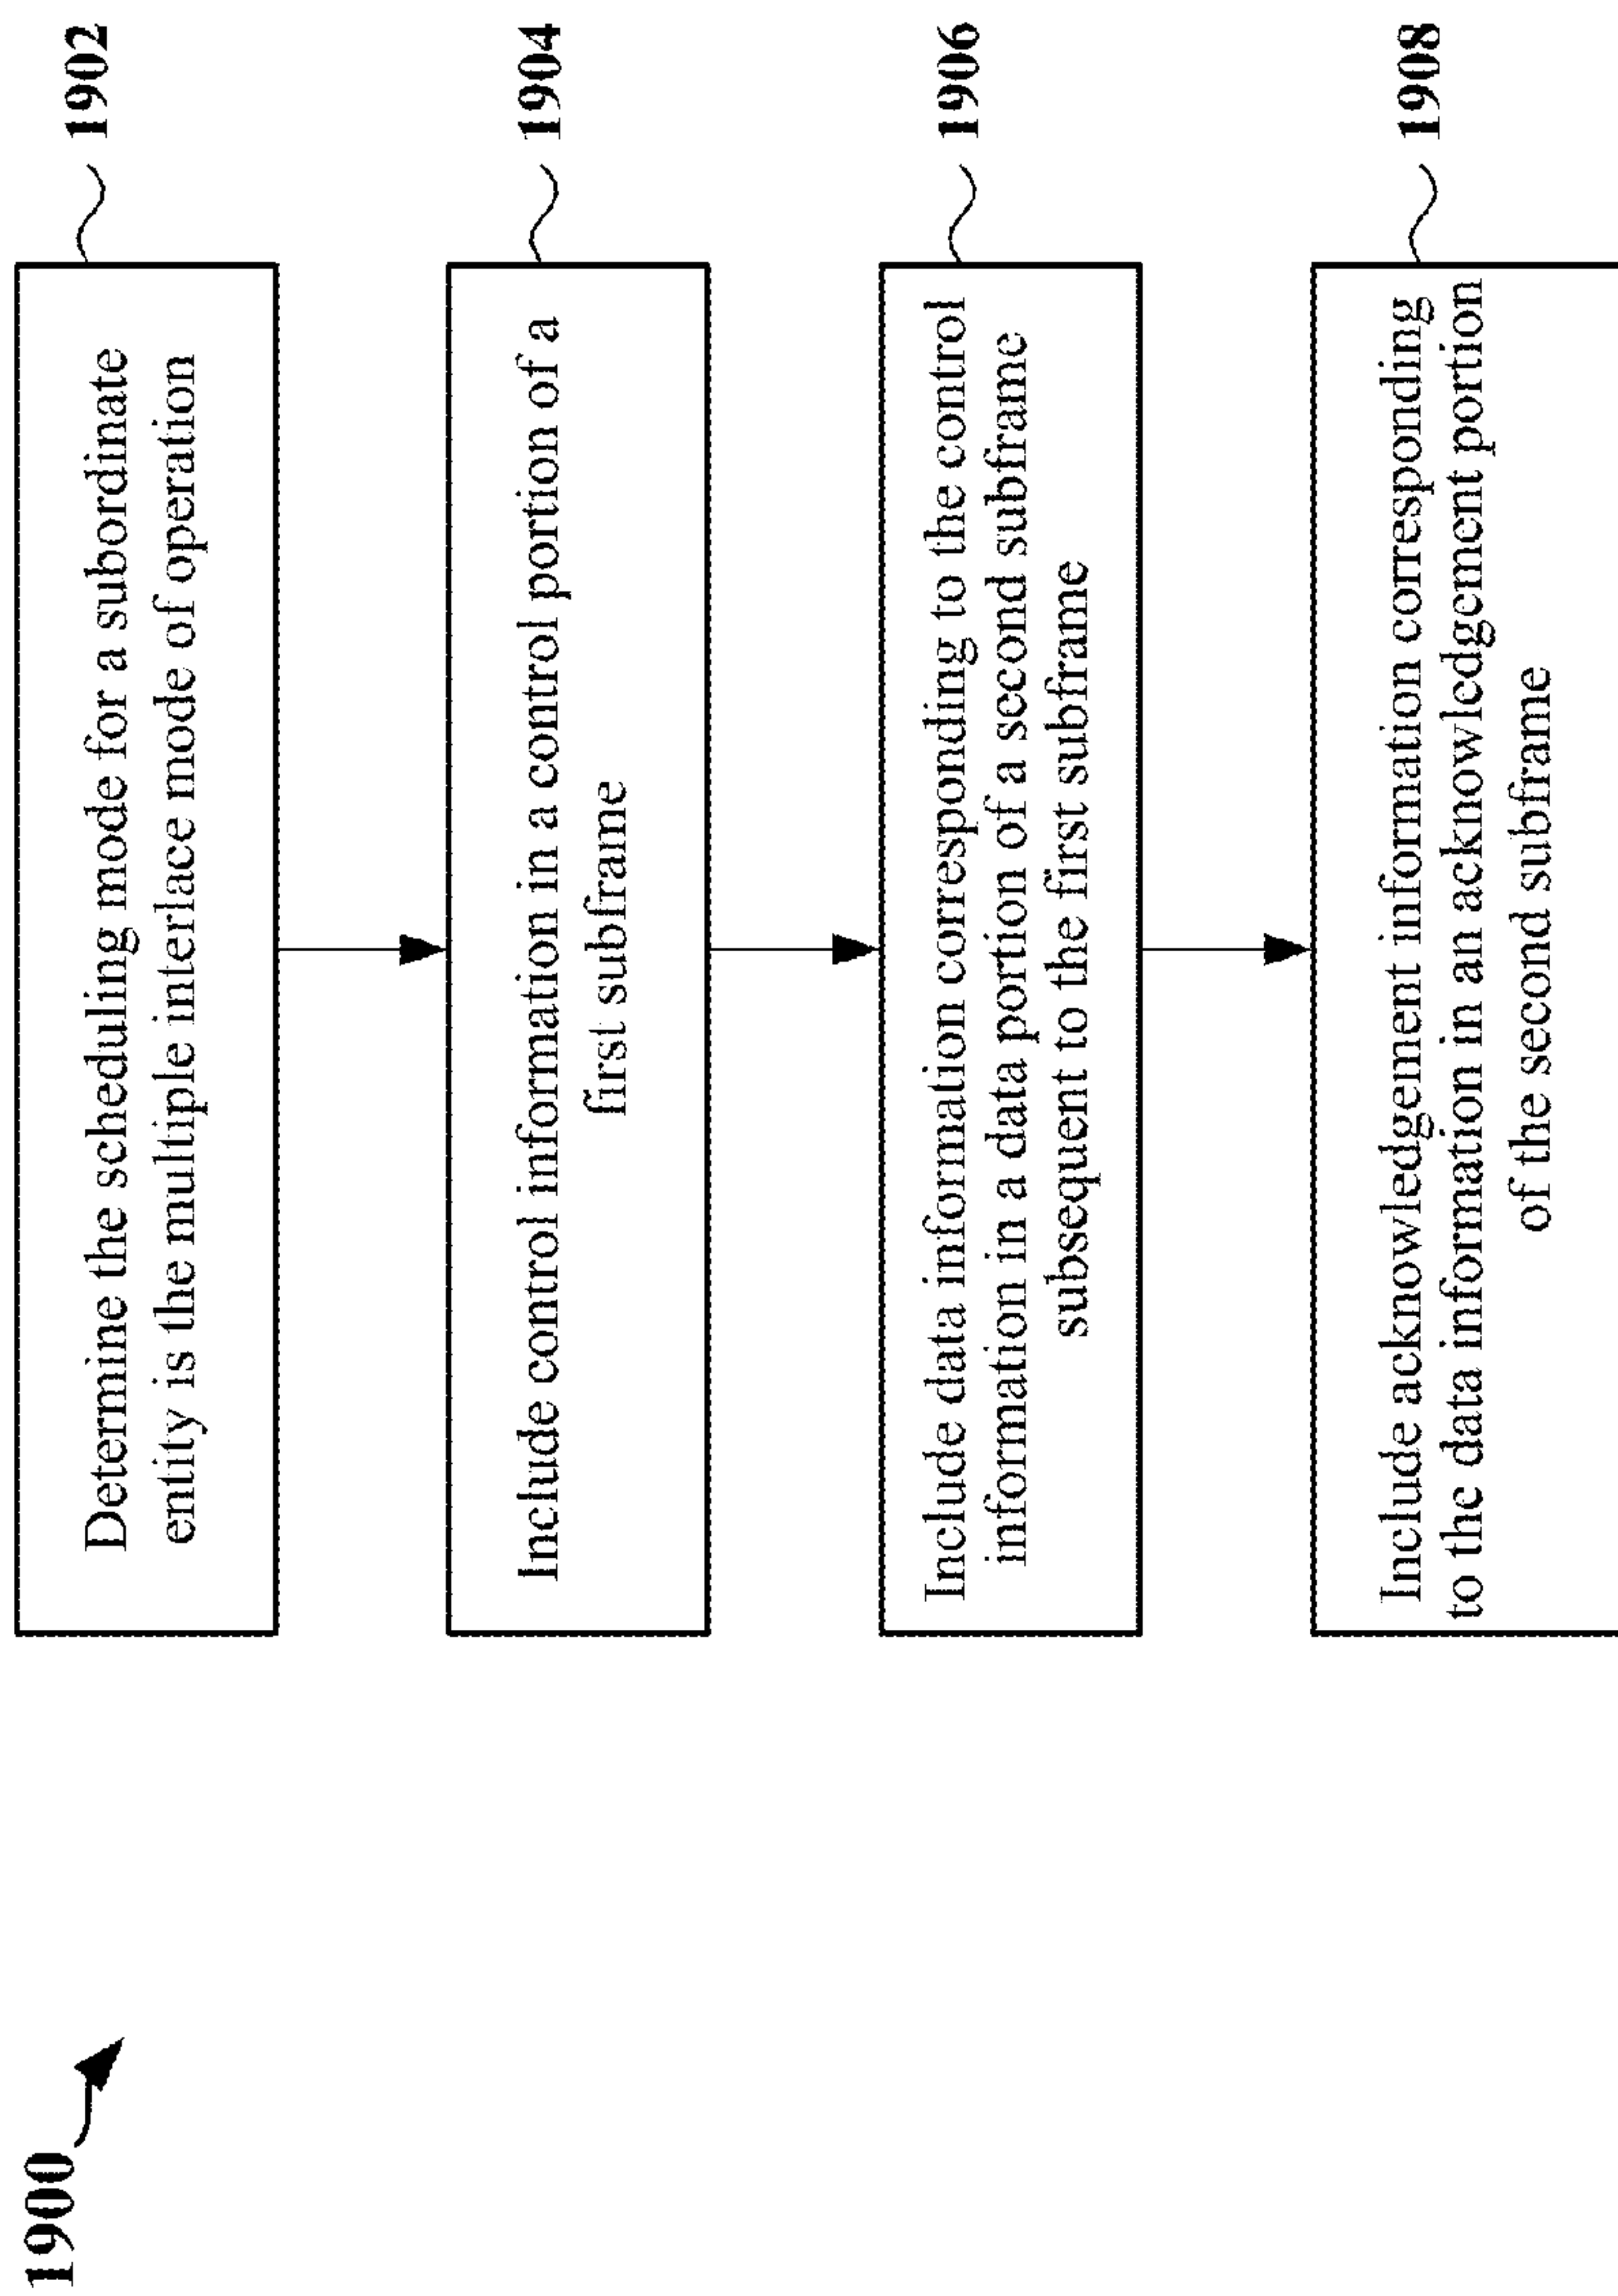 1900
Determine the scheduling mode for a subordinate
entity is the multiple interlace mode of operation
1902
Include control information in a control portion of a
first subframe
1904
Include data information corresponding to the control
information in a data portion of a second subframe
subsequent to the first subframe
1906
Include acknowledgement information corresponding
to the data information in an acknowledgement portion
of the second subframe
1908